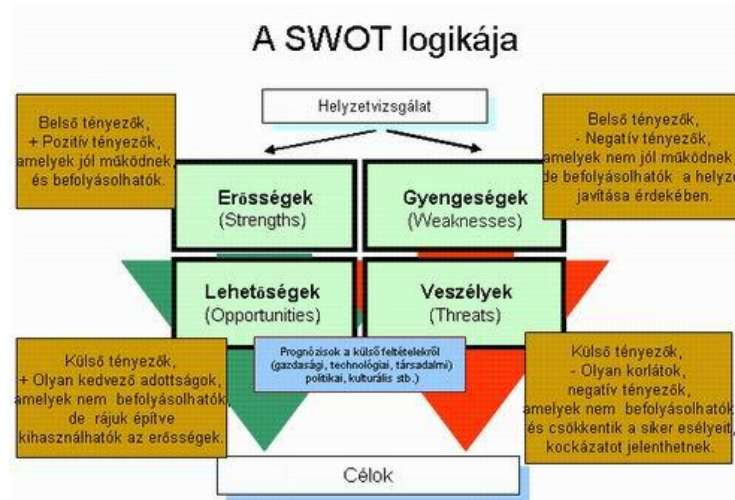 A SWOT logikája
Helyzetvizsgálat
Belső tényezők,
+ Pozitív tényezők,
amelyek jól működnek,
és befolyásolhatók.
Belső tényezők,
- Negatív tényezők,
amelyek nem jól működnek
de befolyásolhatók a helyze
javítása érdekében.
Erősségek
(Strengths)
Gyengeségek
(Weaknesses)
Lehetőségek
(Opportunities)
Veszélyek
(Threats)
Prognózisok a külső feltételekről
(gazdasági, technológiai, társadalmi)
politikai, kulturális stb.)
Külső tényezők,
+ Olyan kedvező adottságok,
amelyek nem befolyásolhatók,
de rájuk építve
kihasználhatók az erősségek.
Külső tényezők,
- Olyan korlátok,
negatív tényezők,
amelyek nem befolyásolhatók
és csökkentik a siker esélyeit,
kockázatot jelenthetnek.
Célok